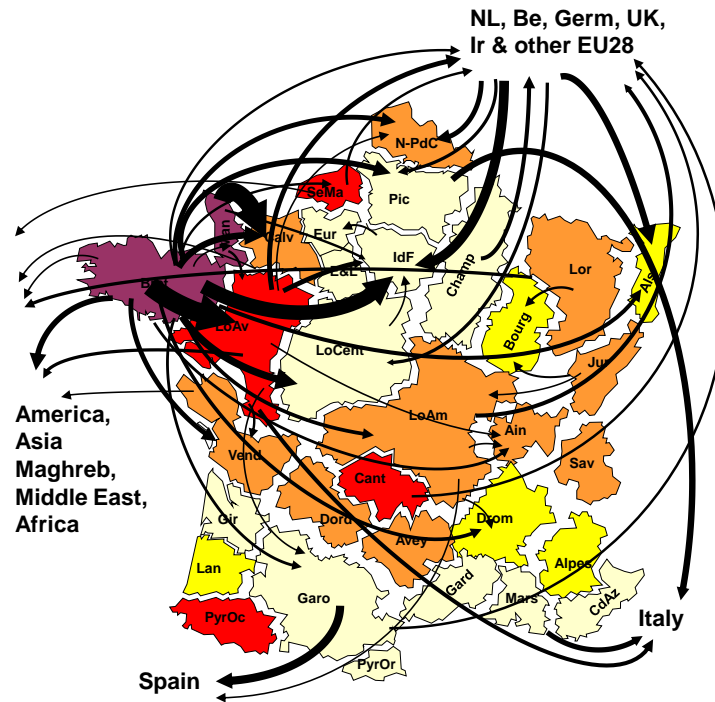 NL, Be, Germ, UK,
Ir & other EU28
N-PdC
SeMa
Pic
Calv
Eur
IdF
Champ
Lor
Als
E&L
Bourg
LoAv
LoCent
Jur
LoAm
Ain
America,
Asia
Maghreb,
Middle East,
Africa
Vend
Cant
Sav
Gir
Dord
Drom
Avey
Lan
Alpes
Garo
Gard
Mars
CdAz
PyrOc
Italy
PyrOr
Spain